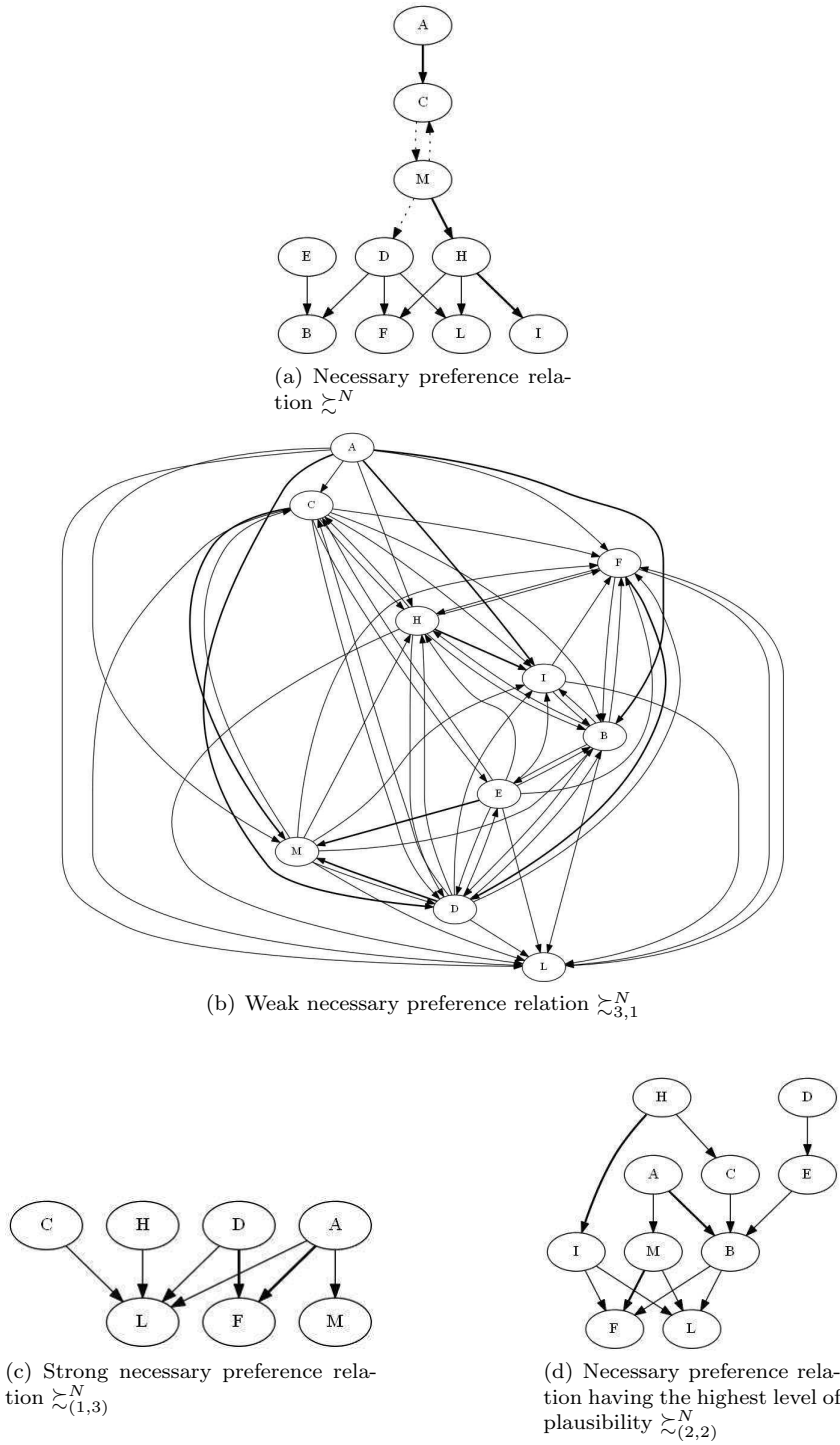 A
C
M
E D H
B F L I
(a) Necessary preference rela-
tion ≿^N
A
C
F
H
I
B
E
M
D
L
(b) Weak necessary preference relation ≿^N_{3,1}
H D
A C E
I M B
F L
C H D A
L F M
(c) Strong necessary preference rela-
tion ≿^N_{(1,3)}
(d) Necessary preference rela-
tion having the highest level of
plausibility ≿^N_{(2,2)}